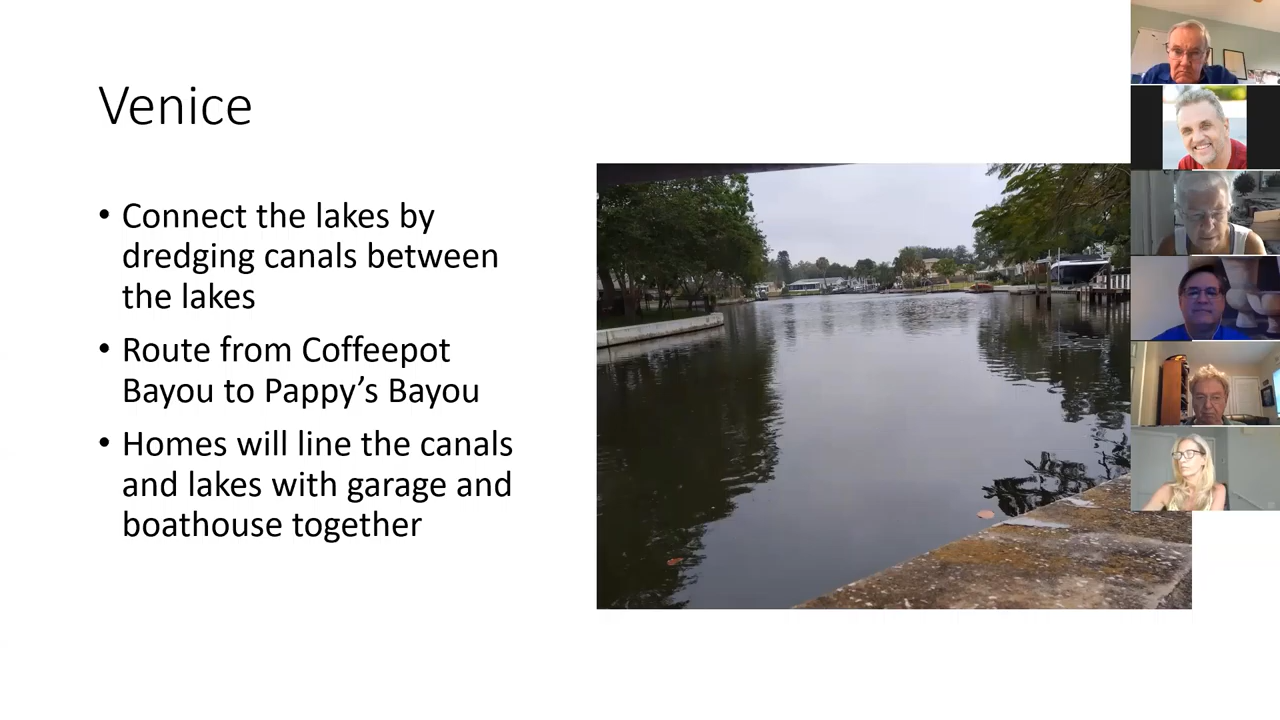 Venice
• Connect the lakes by
dredging canals between
the lakes
• Route from Coffeepot
Bayou to Pappy’s Bayou
• Homes will line the canals
and lakes with garage and
boathouse together